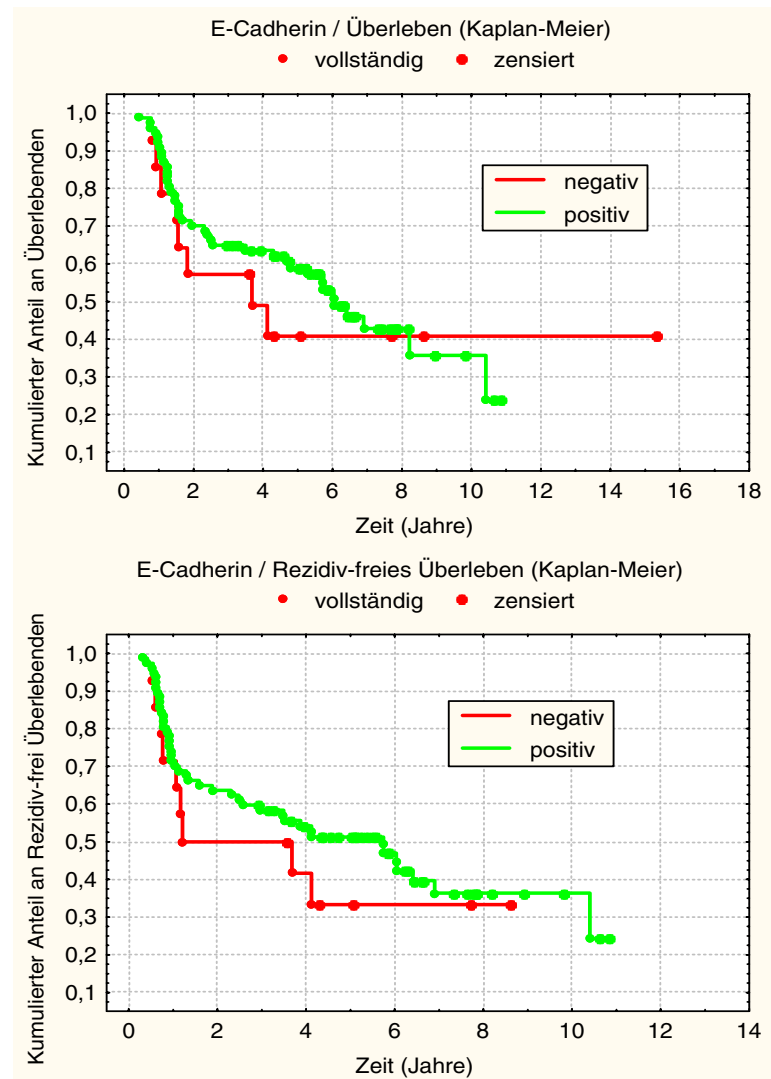 E-Cadherin / Überleben (Kaplan-Meier)
vollständig zensiert
Kumulierter Anteil an Überlebenden
1,0
0,9
0,8
0,7
0,6
0,5
0,4
0,3
0,2
0,1
negativ
positiv
0 2 4 6 8 10 12 14 16 18
Zeit (Jahre)
E-Cadherin / Rezidiv-freies Überleben (Kaplan-Meier)
vollständig zensiert
Kumulierter Anteil an Rezidiv-frei Überlebenden
1,0
0,9
0,8
0,7
0,6
0,5
0,4
0,3
0,2
0,1
negativ
positiv
0 2 4 6 8 10 12 14
Zeit (Jahre)